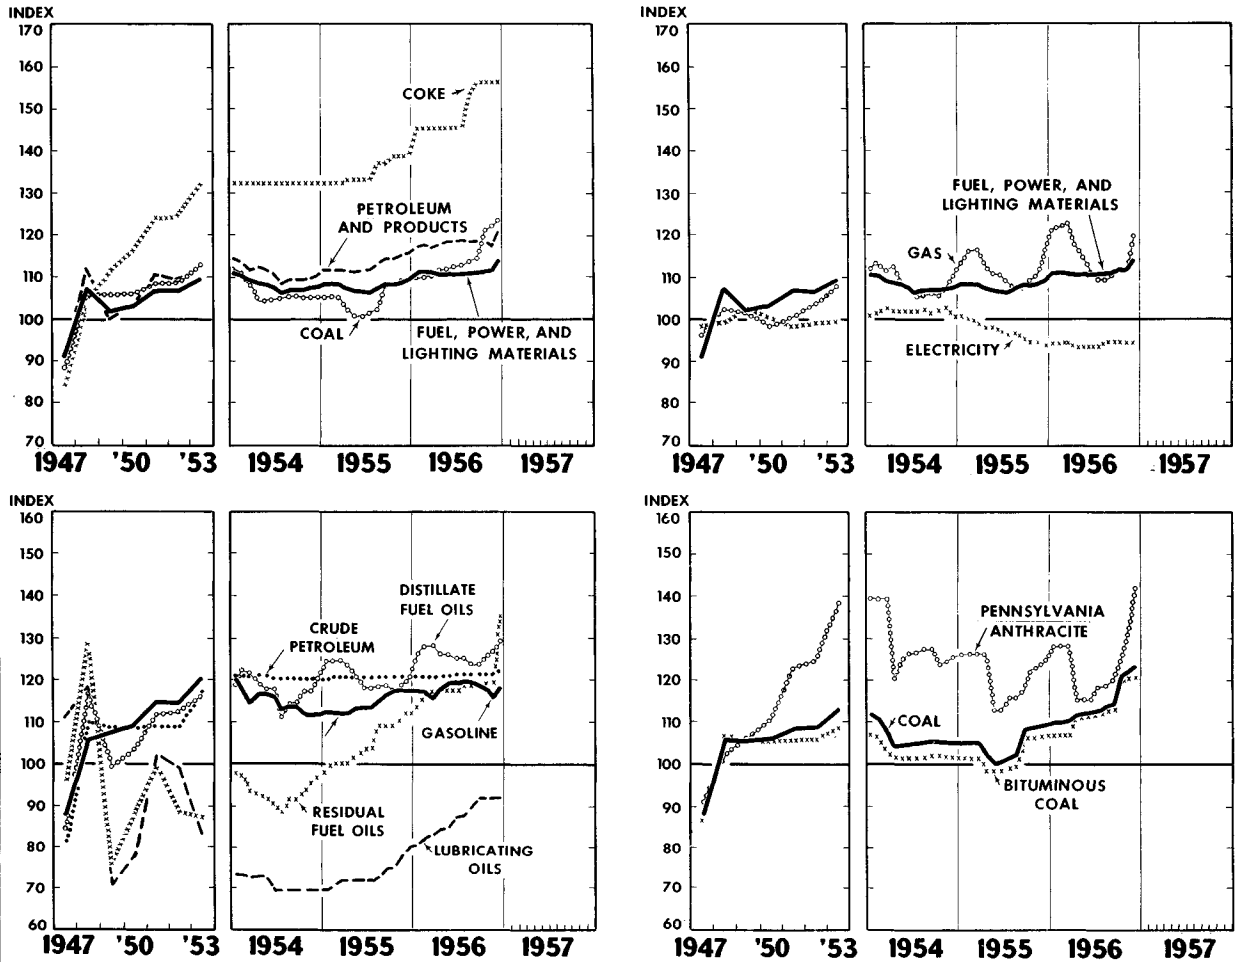 INDEX
170
160
150
140
130
120
110
100
90
80
70
COKE
PETROLEUM
AND PRODUCTS
COAL
FUEL, POWER, AND
LIGHTING MATERIALS
1947 '50 '53 1954 1955 1956 1957
INDEX
170
160
150
140
130
120
110
100
90
80
70
FUEL, POWER, AND
LIGHTING MATERIALS
GAS
ELECTRICITY
1947 '50 '53 1954 1955 1956 1957
INDEX
160
150
140
130
120
110
100
90
80
70
60
DISTILLATE
FUEL OILS
CRUDE
PETROLEUM
GASOLINE
RESIDUAL
FUEL OILS
LUBRICATING
OILS
1947 '50 '53 1954 1955 1956 1957
INDEX
160
150
140
130
120
110
100
90
80
70
60
PENNSYLVANIA
ANTHRACITE
COAL
BITUMINOUS
COAL
1947 '50 '53 1954 1955 1956 1957